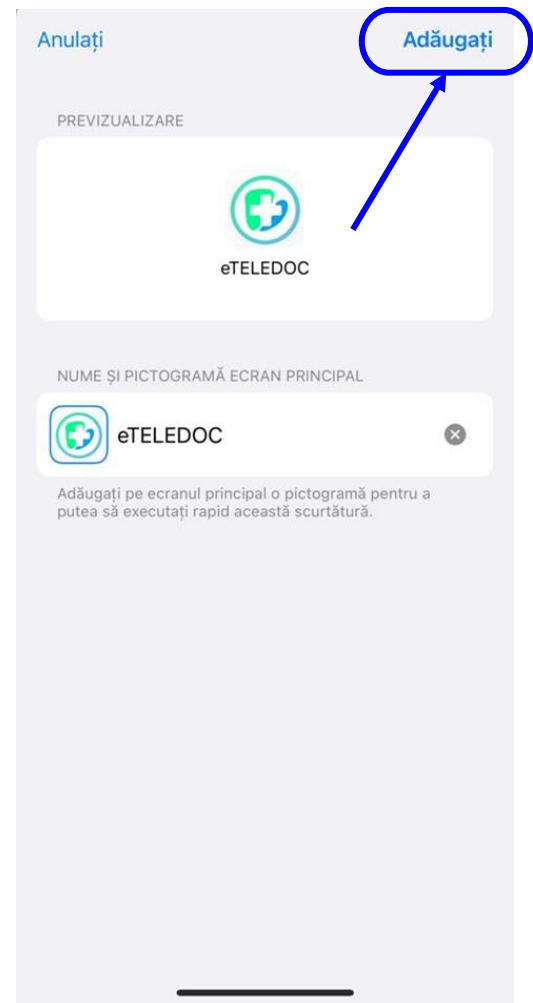 Anulați
Adăugați
PREVIZUALIZARE
eTELEDOC
NUME ȘI PICTOGRAMĂ ECRAN PRINCIPAL
eTELEDOC
Adăugați pe ecranul principal o pictogramă pentru a
putea să executați rapid această scurtătură.